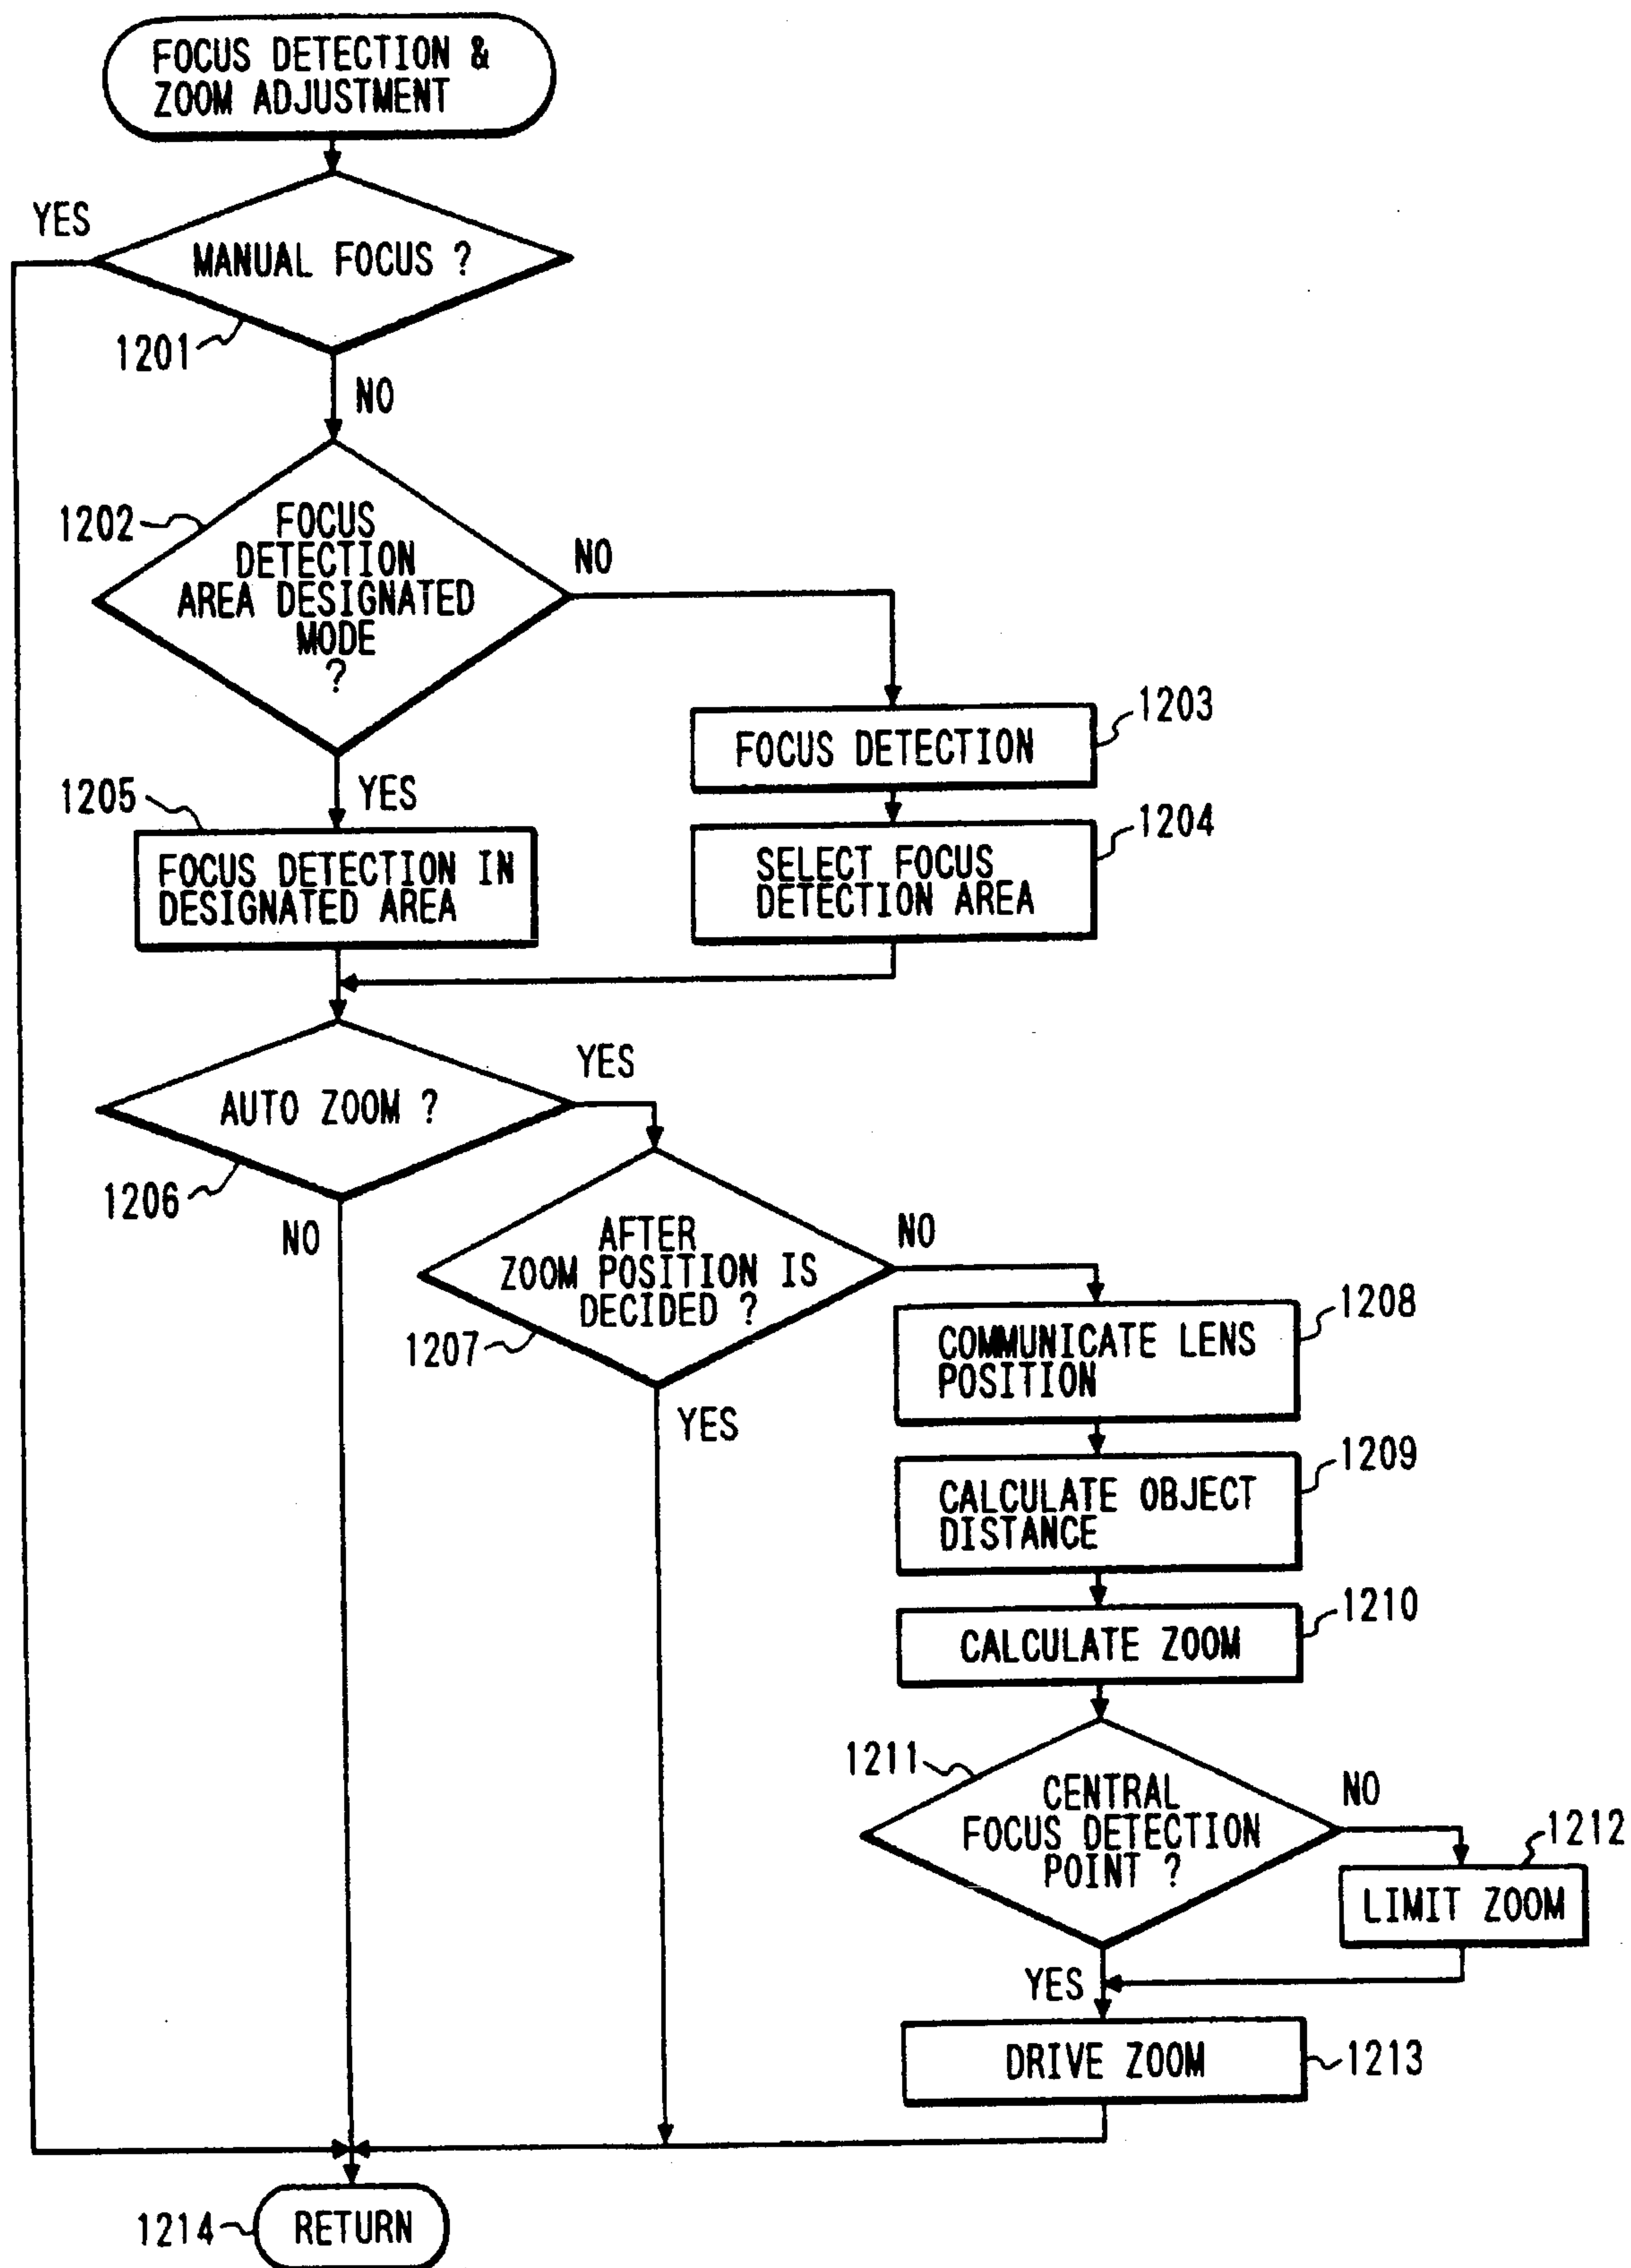 FOCUS DETECTION &
ZOOM ADJUSTMENT
YES
MANUAL FOCUS ?
1201
NO
1202
FOCUS
DETECTION
AREA DESIGNATED
MODE
?
NO
1203
FOCUS DETECTION
YES
1205
1204
FOCUS DETECTION IN
DESIGNATED AREA
SELECT FOCUS
DETECTION AREA
YES
AUTO ZOOM ?
1206
NO
AFTER
ZOOM POSITION IS
DECIDED ?
NO
1207
1208
COMMUNICATE LENS
POSITION
YES
1209
CALCULATE OBJECT
DISTANCE
1210
CALCULATE ZOOM
1211
CENTRAL
FOCUS DETECTION
POINT ?
NO
1212
LIMIT ZOOM
YES
DRIVE ZOOM
1213
1214
RETURN